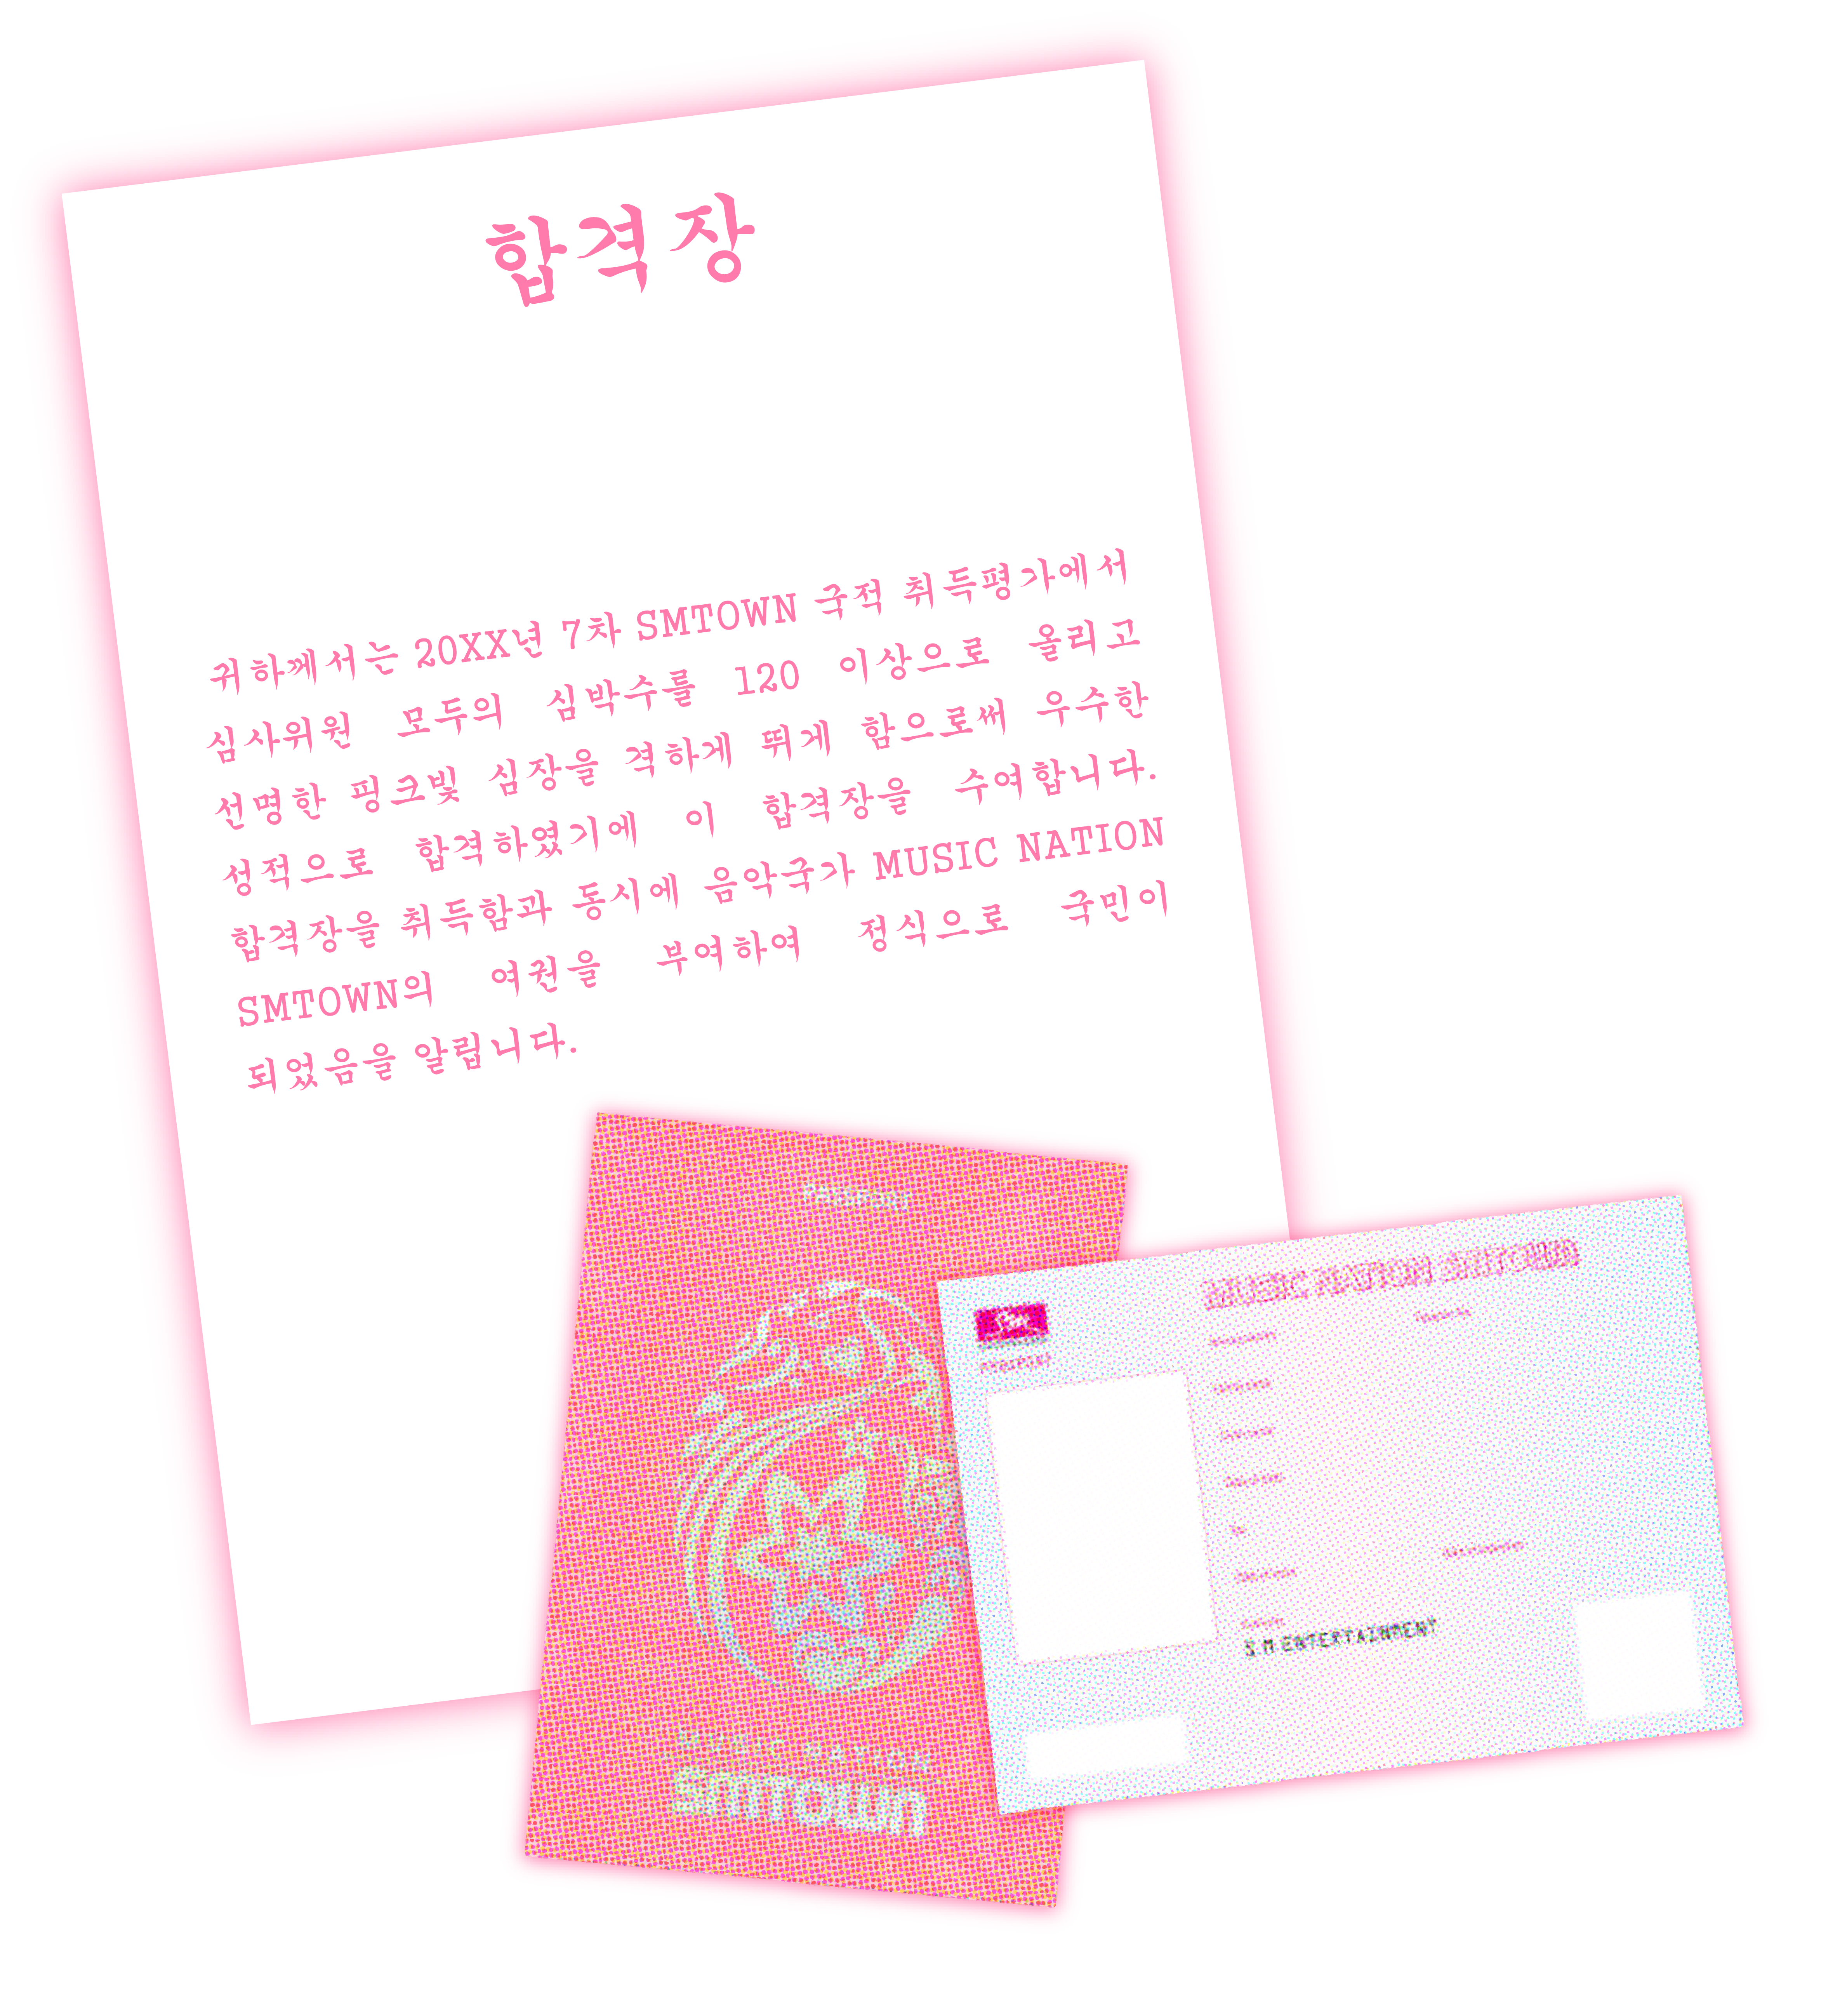 합격장
귀하께서는 20XX년 7차 SMTOWN 국적 취득평가에서
심사위원 모두의 심박수를 120 이상으로 올리고
선명한 핑크빛 심장을 격하게 뛰게 함으로써 우수한
성적으로 합격하였기에 이 합격장을 수여합니다.
합격장을 취득함과 동시에 음악국가 MUSIC NATION
SMTOWN의 여권을 부여하여 정식으로 국민이
되었음을 알립니다.
PASSPORT
MUSIC NATION
SMTOWN
MUSIC NATION SMTOWN
S.M.ENTERTAINMENT